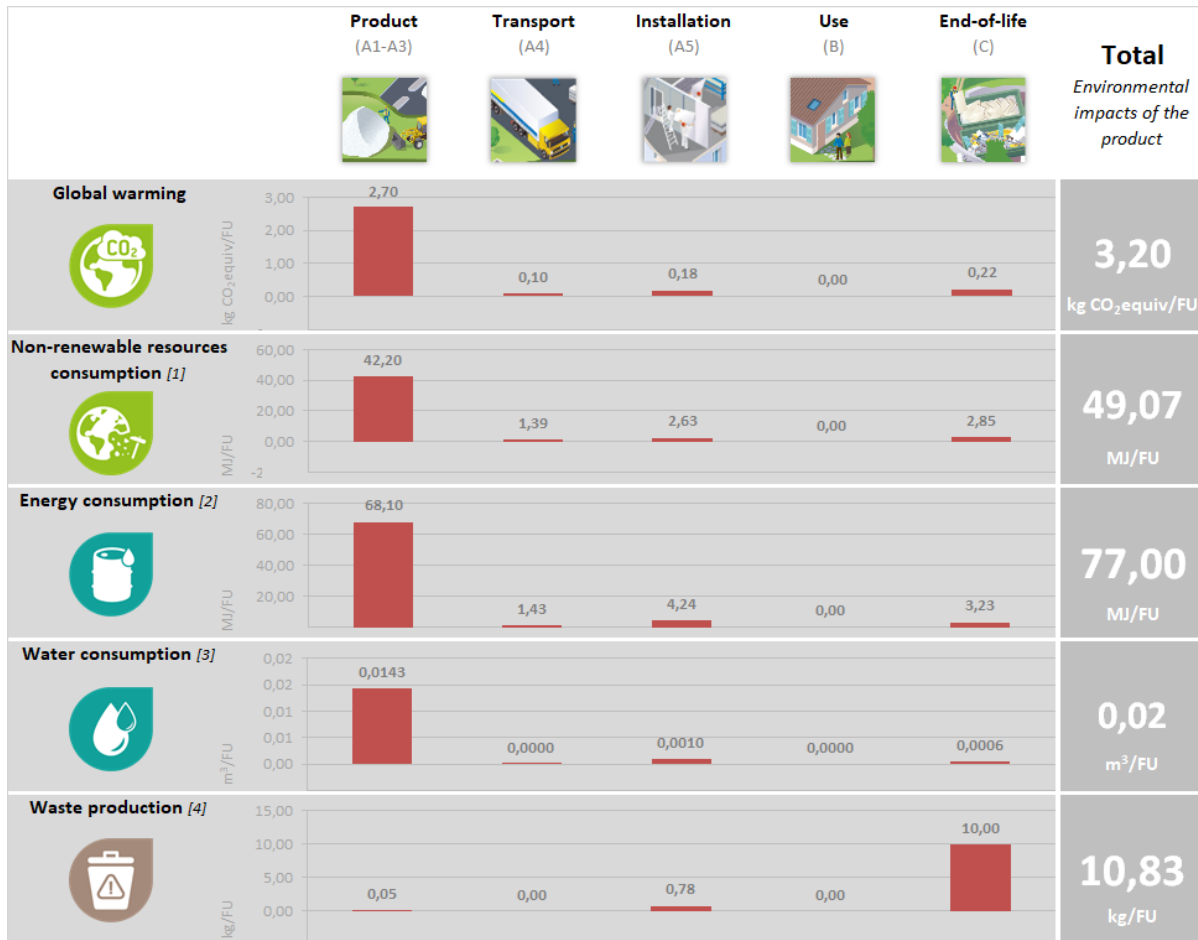 Product
(A1-A3)
Transport
(A4)
Installation
(A5)
Use
(B)
End-of-life
(C)
Total
Environmental
impacts of the
product
Global warming
CO₂
kg CO₂equiv/FU
3,00
2,00
1,00
0,00
-
2,70
0,10
0,18
0,00
0,22
3,20
kg CO₂equiv/FU
Non-renewable resources
consumption [1]
MJ/FU
60,00
40,00
20,00
0,00
-2
42,20
1,39
2,63
0,00
2,85
49,07
MJ/FU
Energy consumption [2]
MJ/FU
80,00
60,00
40,00
20,00
68,10
1,43
4,24
0,00
3,23
77,00
MJ/FU
Water consumption [3]
m³/FU
0,02
0,02
0,01
0,01
0,00
0,0143
0,0000
0,0010
0,0000
0,0006
0,02
m³/FU
Waste production [4]
kg/FU
15,00
10,00
5,00
0,00
0,05
0,00
0,78
0,00
10,00
10,83
kg/FU